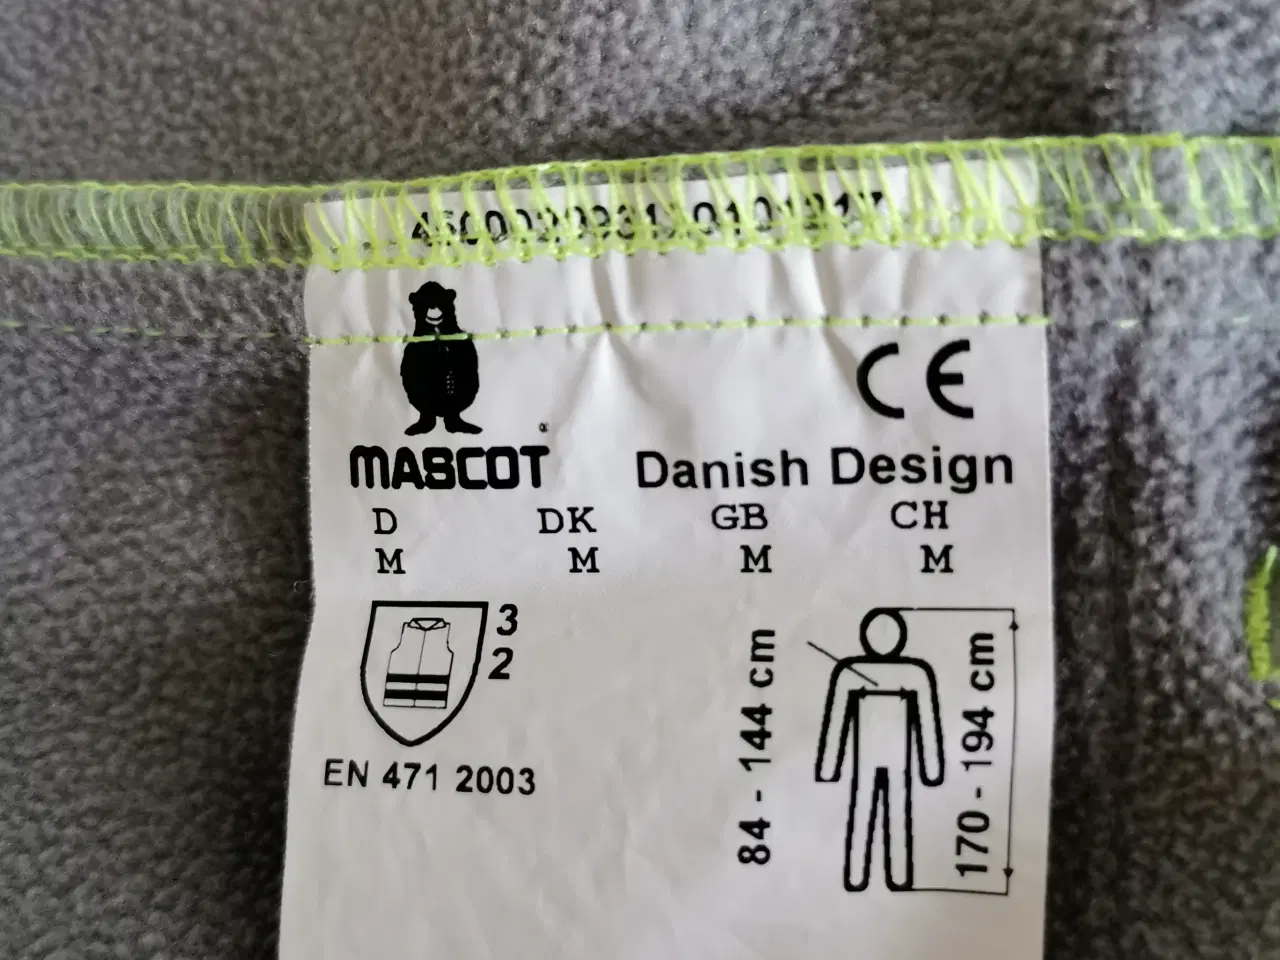 MASCOT®
Danish Design
CE
D DK GB CH
M M M M
3
2
EN 471 2003
84 - 144 cm
170 - 194 cm